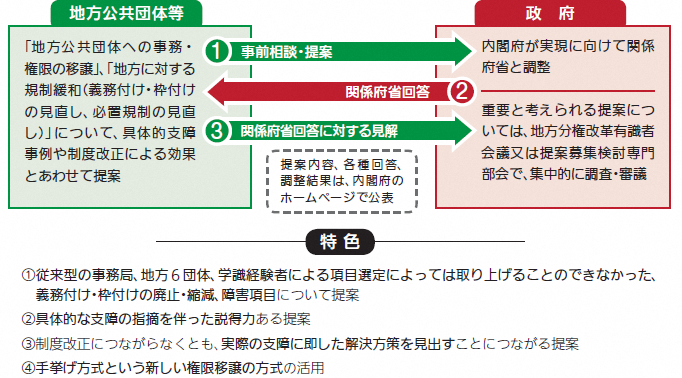 地方公共団体等
「地方公共団体への事務・
権限の移譲」、「地方に対する
規制緩和（義務付け・枠付け
の見直し、必置規制の見直
し）」について、具体的支障
事例や制度改正による効果
とあわせて提案
① 事前相談・提案
関係府省回答 ②
③ 関係府省回答に対する見解
提案内容、各種回答、
調整結果は、内閣府の
ホームページで公表
政府
内閣府が実現に向けて関係
府省と調整
重要と考えられる提案につ
いては、地方分権改革有識者
会議又は提案募集検討専門
部会で、集中的に調査・審議
特色
①従来型の事務局、地方６団体、学識経験者による項目選定によっては取り上げることのできなかった、
義務付け・枠付けの廃止・縮減、障害項目について提案
②具体的な支障の指摘を伴った説得力ある提案
③制度改正につながらなくとも、実際の支障に即した解決方策を見出すことにつながる提案
④手挙げ方式という新しい権限移譲の方式の活用